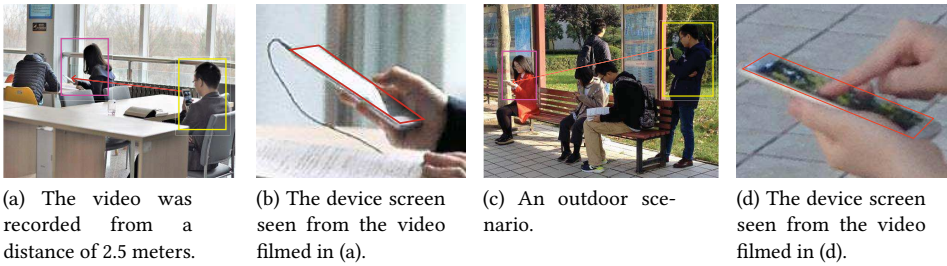 (a) The video was
recorded from a
distance of 2.5 meters.
(b) The device screen
seen from the video
filmed in (a).
(c) An outdoor sce-
nario.
(d) The device screen
seen from the video
filmed in (d).